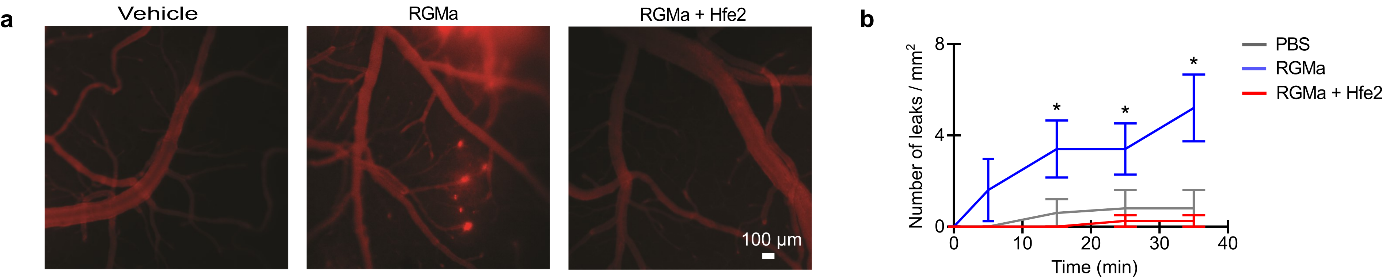 a
Vehicle
RGMa
RGMa + Hfe2
100 µm
b
Number of leaks / mm²
8
4
0
0
10
20
30
40
Time (min)
*
*
*
PBS
RGMa
RGMa + Hfe2